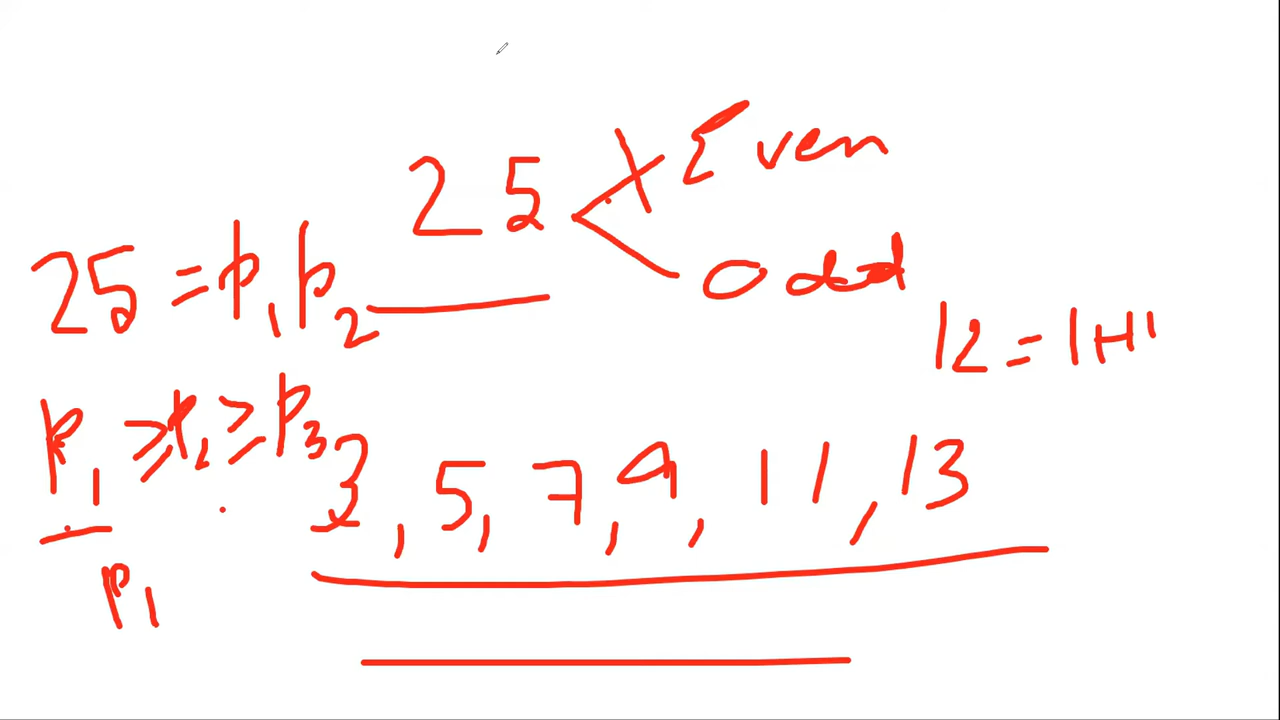 25
Even
Odd
25 = p₁p₂
12 = 1+11
p₁ ≥ p₂ ≥ p₃
3, 5, 7, 9, 11, 13
p₁